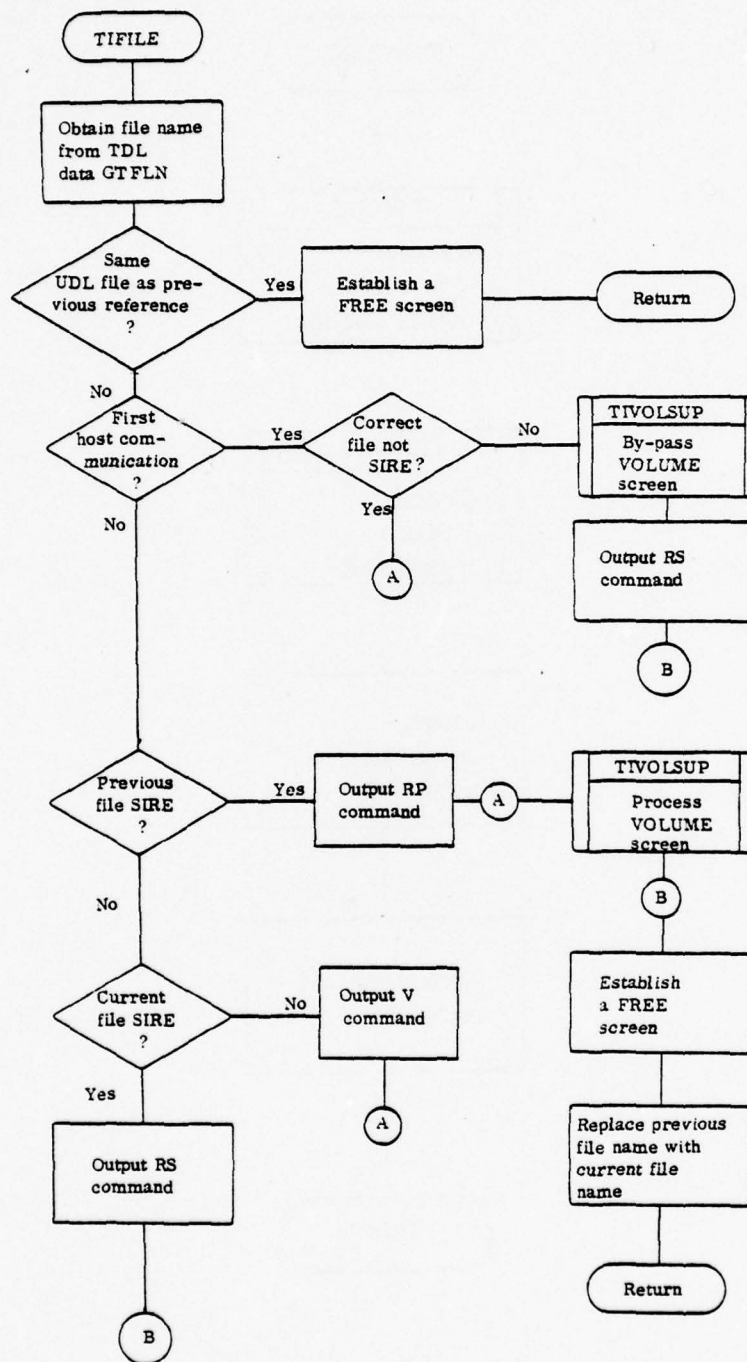 TIFILE
Obtain file name
from TDL
data GTFLN
Same
UDL file as pre-
vious reference
?
Yes
Establish a
FREE screen
Return
No
First
host com-
munication
?
Yes
Correct
file not
SIRE?
No
TIVOLSUP
By-pass
VOLUME
screen
No
Yes
A
Output RS
command
B
Previous
file SIRE
?
Yes
Output RP
command
A
TIVOLSUP
Process
VOLUME
screen
No
B
Current
file SIRE
?
No
Output V
command
Establish
a FREE
screen
Yes
A
Output RS
command
Replace previous
file name with
current file
name
Return
B